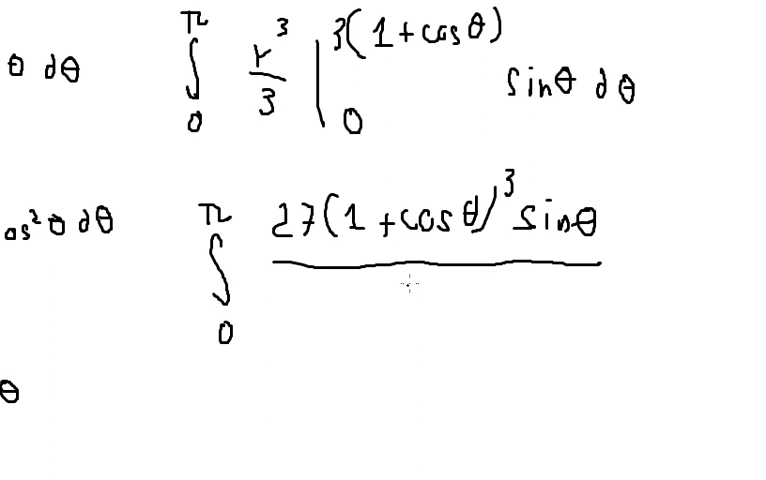 θ dθ ∫₀^π r³/3 |₀^3(1+cosθ) sinθ dθ
os²θ dθ ∫₀^π 27(1+cosθ)³ sinθ
θ